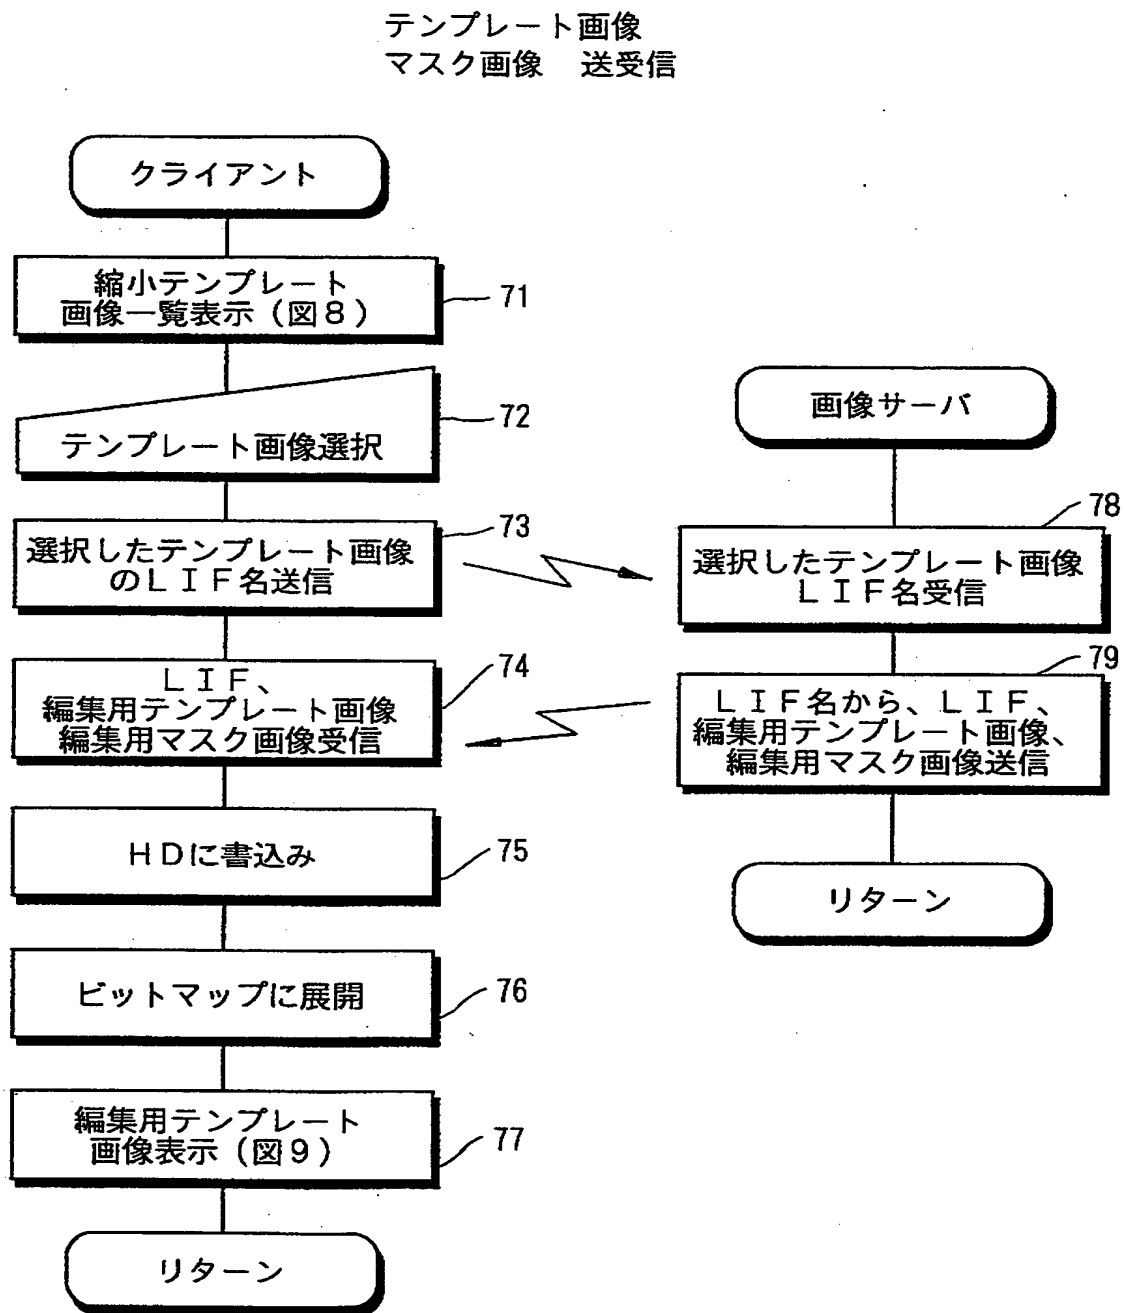 テンプレート画像
マスク画像　送受信
クライアント
縮小テンプレート
画像一覧表示（図８）
71
テンプレート画像選択
72
選択したテンプレート画像
のＬＩＦ名送信
73
ＬＩＦ、
編集用テンプレート画像
編集用マスク画像受信
74
ＨＤに書込み
75
ビットマップに展開
76
編集用テンプレート
画像表示（図９）
77
リターン
画像サーバ
選択したテンプレート画像
ＬＩＦ名受信
78
ＬＩＦ名から、ＬＩＦ、
編集用テンプレート画像、
編集用マスク画像送信
79
リターン